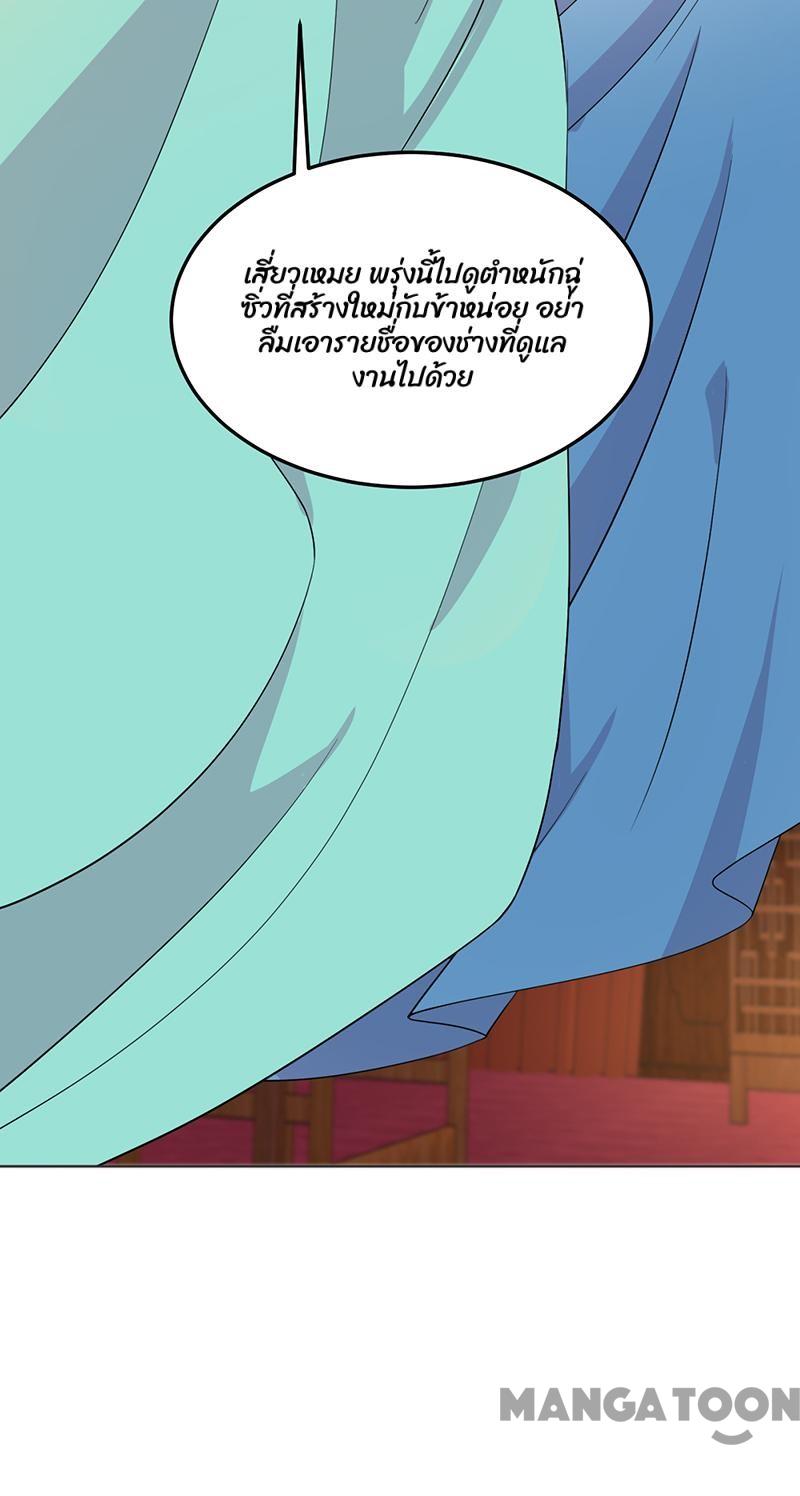 เสี่ยวเหมย พรุ่งนี้ไปดูตำหนักฉู่
ซิ่วที่สร้างใหม่กับข้าหน่อย อย่า
ลืมเอารายชื่อของช่างที่ดูแล
งานไปด้วย
MANGATOON